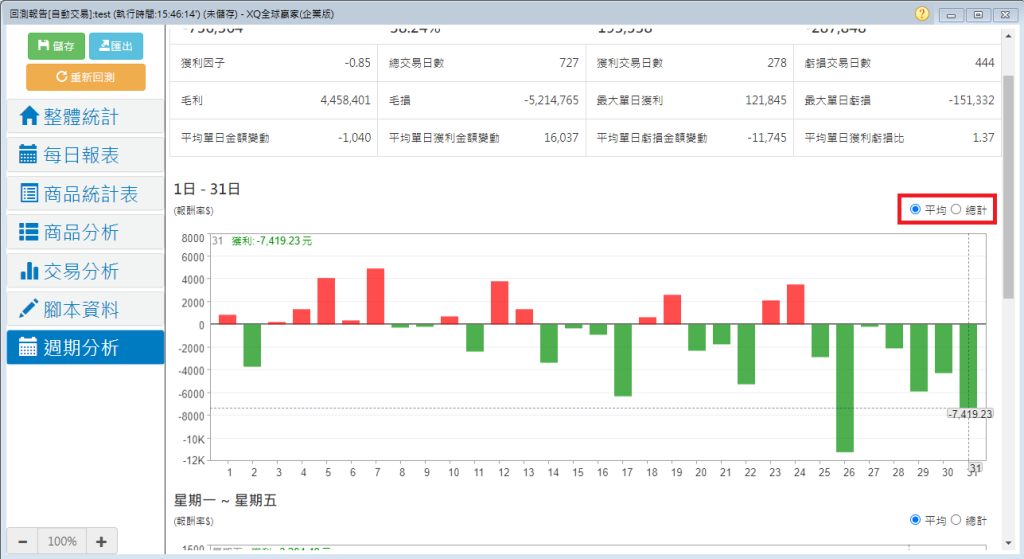 回測報告[自動交易]:test (執行時間:15:46:14") (未儲存) - XQ全球贏家(企業版)
?
儲存 匯出
重新回測
整體統計
每日報表
商品統計表
商品分析
交易分析
腳本資料
週期分析
- 100% +
獲利因子 -0.85 總交易日數 727 獲利交易日數 278 虧損交易日數 444
毛利 4,458,401 毛損 -5,214,765 最大單日獲利 121,845 最大單日虧損 -151,332
平均單日金額變動 -1,040 平均單日獲利金額變動 16,037 平均單日虧損金額變動 -11,745 平均單日獲利虧損比 1.37
1日 - 31日
(報酬率$)
平均 總計
31 獲利: -7,419.23 元
8000
6000
4000
2000
0
-2000
-4000
-6000
-8000
-10K
-12K
-7,419.23
1 2 3 4 5 6 7 8 9 10 11 12 13 14 15 16 17 18 19 20 21 22 23 24 25 26 27 28 29 30 31
31
星期一 ~ 星期五
(報酬率$)
平均 總計